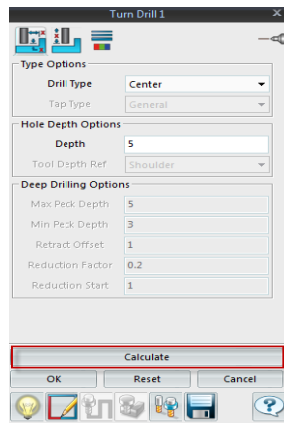 Turn Drill 1
Type Options
Drill Type Center
Tap Type General
Hole Depth Options
Depth 5
Tool Depth Ref Shoulder
Deep Drilling Options
Max Peck Depth 5
Min Peck Depth 3
Retract Offset 1
Reduction Factor 0.2
Reduction Start 1
Calculate
OK Reset Cancel